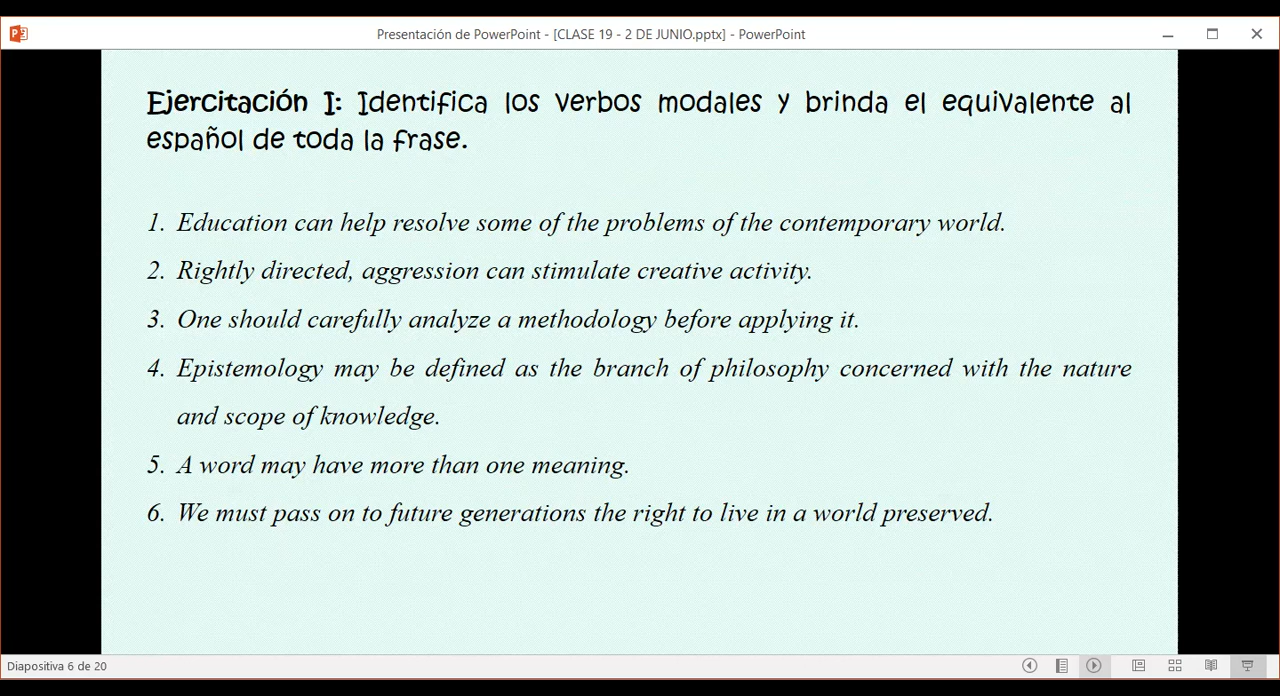 Presentación de PowerPoint - [CLASE 19 - 2 DE JUNIO.pptx] - PowerPoint
Ejercitación I: Identifica los verbos modales y brinda el equivalente al
español de toda la frase.
1. Education can help resolve some of the problems of the contemporary world.
2. Rightly directed, aggression can stimulate creative activity.
3. One should carefully analyze a methodology before applying it.
4. Epistemology may be defined as the branch of philosophy concerned with the nature
and scope of knowledge.
5. A word may have more than one meaning.
6. We must pass on to future generations the right to live in a world preserved.
Diapositiva 6 de 20